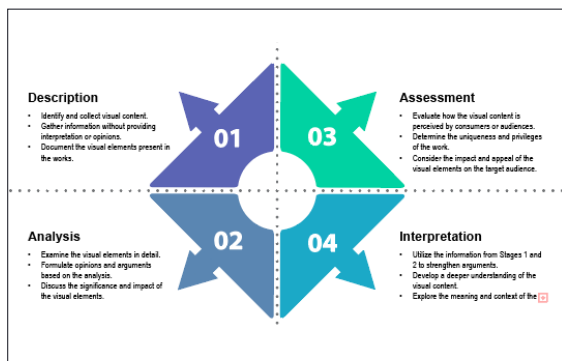 Description
• Identify and collect visual content.
• Gather information without providing
interpretation or opinions.
• Document the visual elements present in
the works.
01
Analysis
• Examine the visual elements in detail.
• Formulate opinions and arguments
based on the analysis.
• Discuss the significance and impact of
the visual elements.
02
Assessment
• Evaluate how the visual content is
perceived by consumers or audiences.
• Determine the uniqueness and privileges
of the work.
• Consider the impact and appeal of the
visual elements on the target audience.
03
Interpretation
• Utilize the information from Stages 1 and
2 to strengthen arguments.
• Develop a deeper understanding of the
visual content.
• Explore the meaning and context of the
04